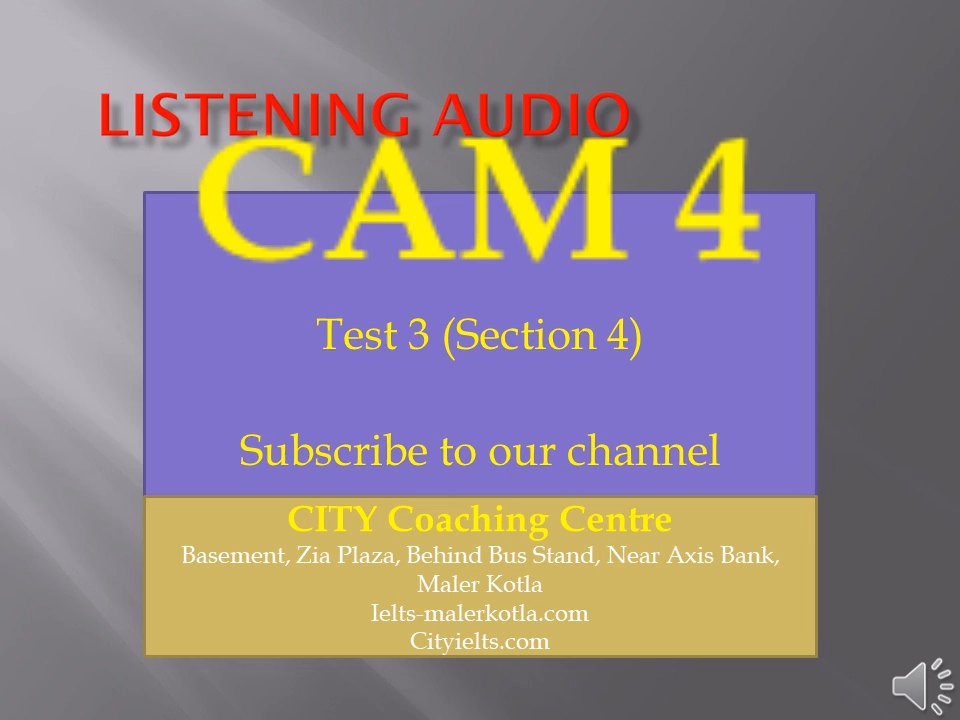 LISTENING AUDIO
CAM 4
Test 3 (Section 4)
Subscribe to our channel
CITY Coaching Centre
Basement, Zia Plaza, Behind Bus Stand, Near Axis Bank,
Maler Kotla
Ielts-malerkotla.com
Cityielts.com